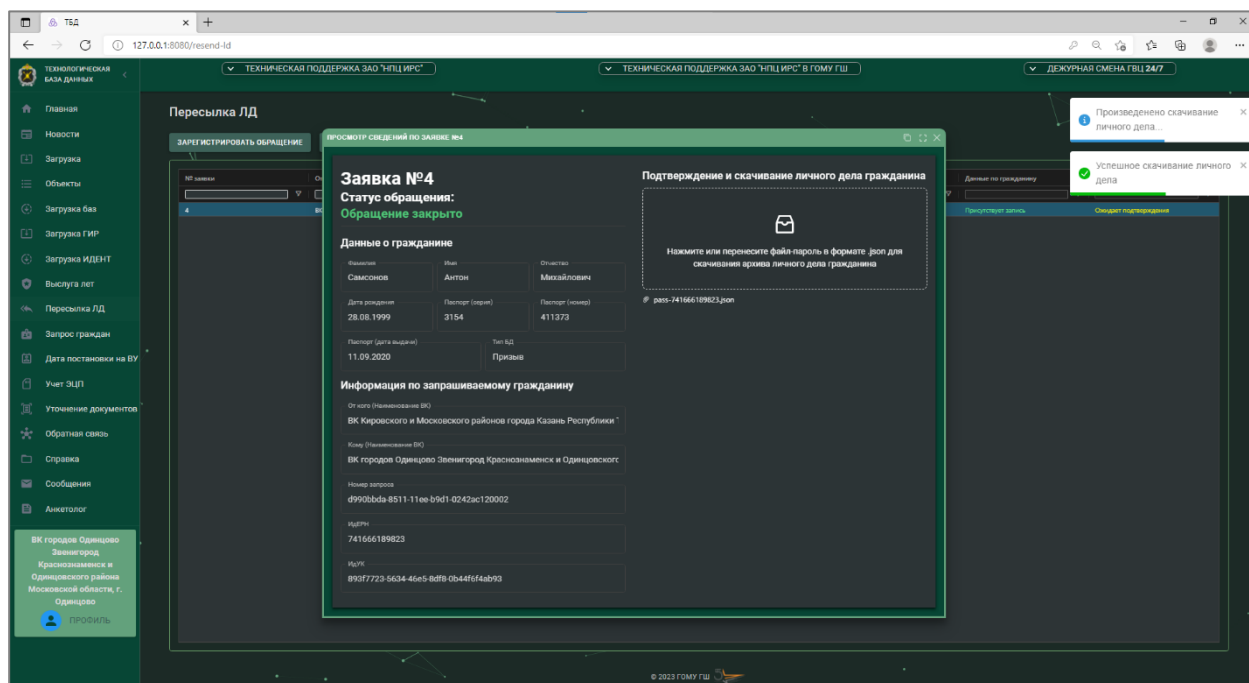 ТБД
127.0.0.1:8080/resend-ld
ТЕХНОЛОГИЧЕСКАЯ
БАЗА ДАННЫХ
ТЕХНИЧЕСКАЯ ПОДДЕРЖКА ЗАО "НПЦ ИРС"
ТЕХНИЧЕСКАЯ ПОДДЕРЖКА ЗАО "НПЦ ИРС" В ГОМУ ГШ
ДЕЖУРНАЯ СМЕНА ГВЦ 24/7
Главная
Новости
Загрузка
Объекты
Загрузка баз
Загрузка ГИР
Загрузка ИДЕНТ
Выслуга лет
Пересылка ЛД
Запрос граждан
Дата постановки на ВУ
Учет ЭЦП
Уточнение документов
Обратная связь
Справка
Сообщения
Анкетолог
ВК городов Одинцово
Звенигород
Краснознаменск и
Одинцовского района
Московской области, г.
Одинцово
ПРОФИЛЬ
Пересылка ЛД
ЗАРЕГИСТРИРОВАТЬ ОБРАЩЕНИЕ
№ заявки
4
Данные по гражданину
Присутствует запись
Ожидает подтверждения
ПРОСМОТР СВЕДЕНИЙ ПО ЗАЯВКЕ №4
Заявка №4
Статус обращения:
Обращение закрыто
Данные о гражданине
Фамилия
Самсонов
Имя
Антон
Отчество
Михайлович
Дата рождения
28.08.1999
Паспорт (серия)
3154
Паспорт (номер)
411373
Паспорт (дата выдачи)
11.09.2020
Тип БД
Призыв
Информация по запрашиваемому гражданину
От кого (Наименование ВК)
ВК Кировского и Московского районов города Казань Республики
Кому (Наименование ВК)
ВК городов Одинцово Звенигород Краснознаменск и Одинцовского
Номер запроса
d990bbda-8511-11ee-b9d1-0242ac120002
ИдЕРН
741666189823
ИдУК
893f7723-5634-46e5-8df8-0b44f6f4ab93
Подтверждение и скачивание личного дела гражданина
Нажмите или перенесите файл-пароль в формате .json для
скачивания архива личного дела гражданина
pass-741666189823.json
Произведенено скачивание
личного дела...
Успешное скачивание личного
дела
© 2023 ГОМУ ГШ